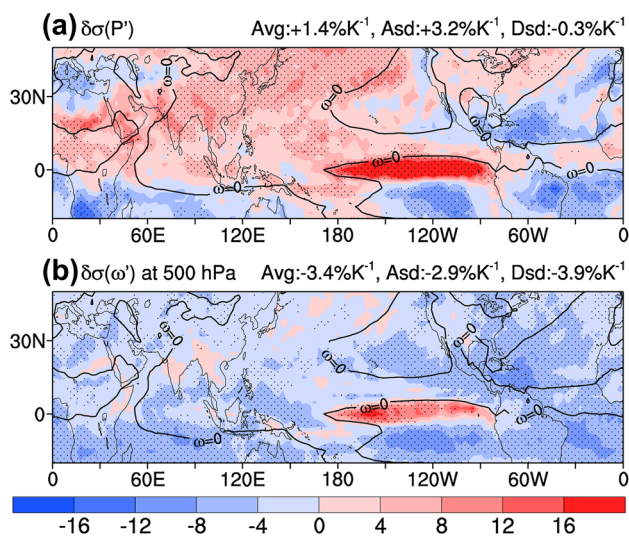 (a) δσ(P') Avg:+1.4%K⁻¹, Asd:+3.2%K⁻¹, Dsd:-0.3%K⁻¹
ω=0 ω=0 ω=0
30N
ω=0
0
ω=0
0 60E 120E 180 120W 60W 0
(b) δσ(ω') at 500 hPa Avg:-3.4%K⁻¹, Asd:-2.9%K⁻¹, Dsd:-3.9%K⁻¹
30N
ω=0 ω=0 ω=0
0
ω=0 ω=0
ω=0
0 60E 120E 180 120W 60W 0
-16 -12 -8 -4 0 4 8 12 16